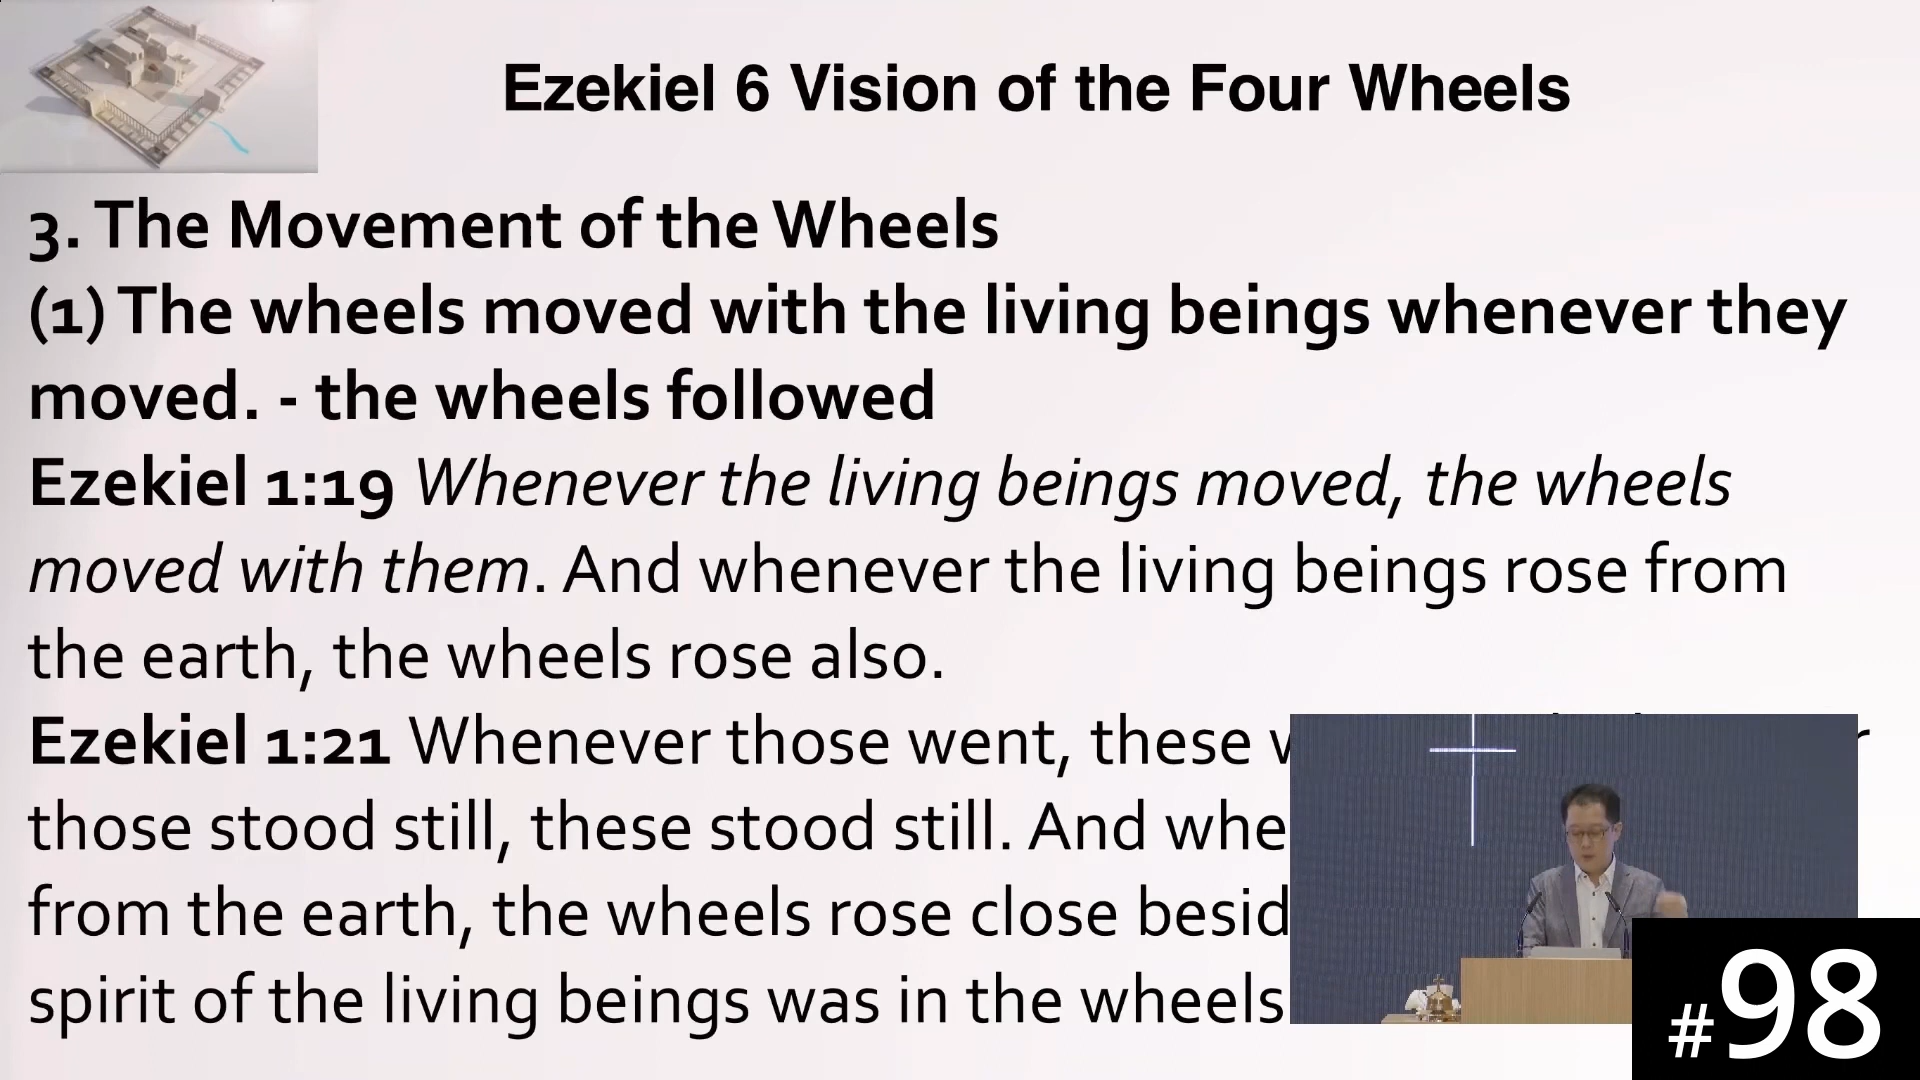 Ezekiel 6 Vision of the Four Wheels
3. The Movement of the Wheels
(1) The wheels moved with the living beings whenever they
moved. - the wheels followed
Ezekiel 1:19 Whenever the living beings moved, the wheels
moved with them. And whenever the living beings rose from
the earth, the wheels rose also.
Ezekiel 1:21 Whenever those went, these
those stood still, these stood still. And
from the earth, the wheels rose close
spirit of the living beings was in the wheels
#98